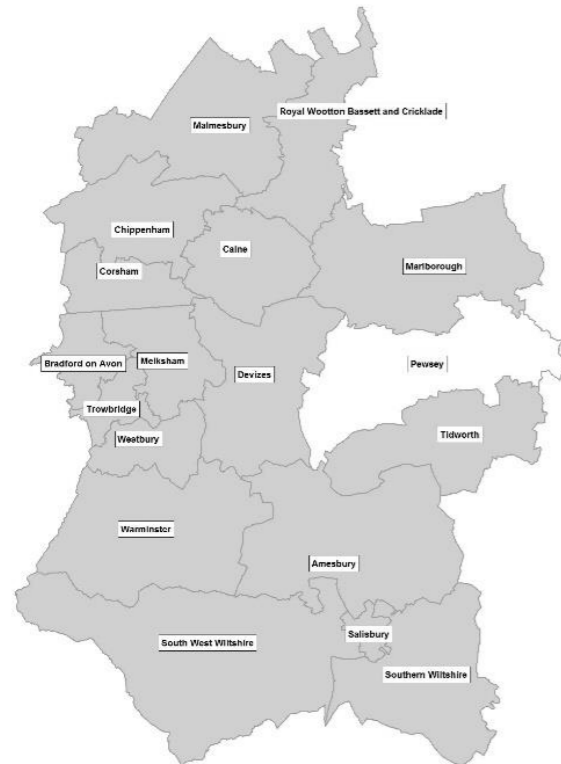 Royal Wootton Bassett and Cricklade
Malmesbury
Chippenham
Calne
Corsham
Marlborough
Bradford on Avon
Melksham
Pewsey
Devizes
Trowbridge
Westbury
Tidworth
Warminster
Amesbury
Salisbury
South West Wiltshire
Southern Wiltshire